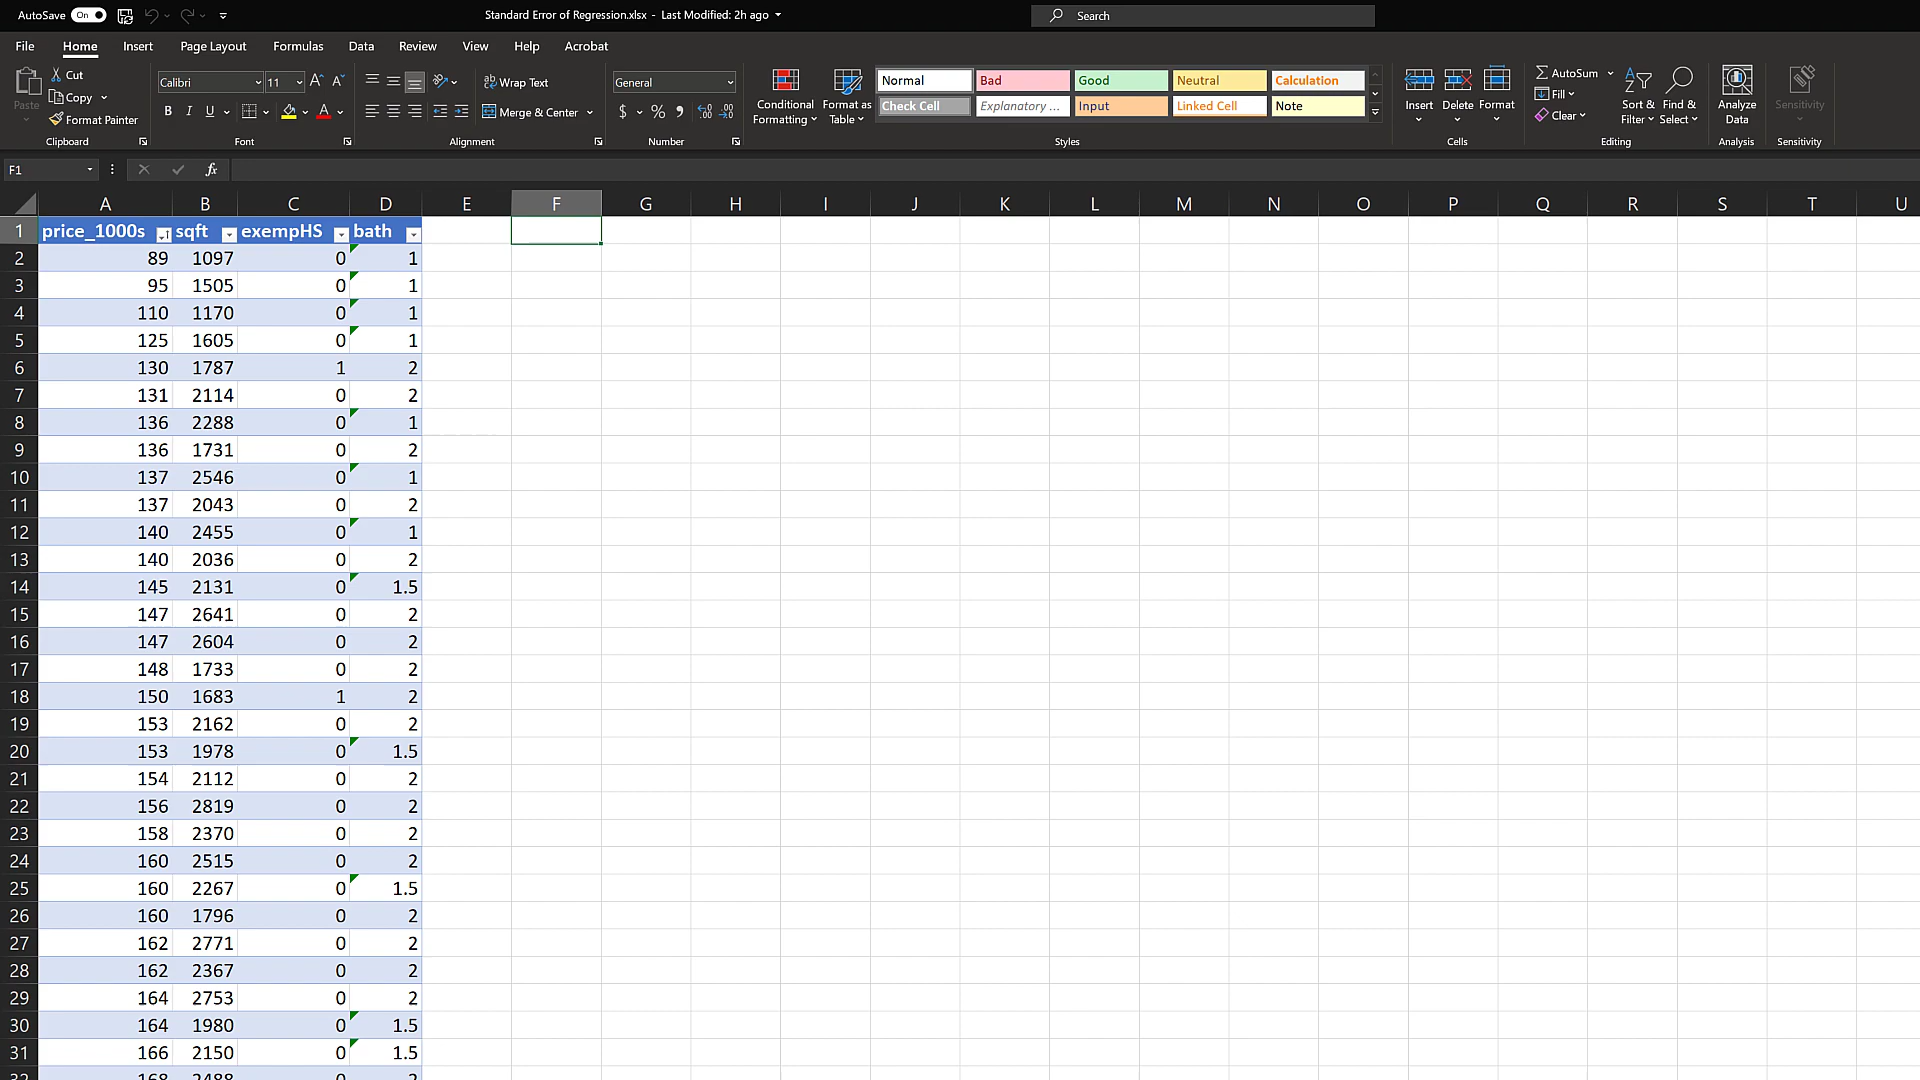 AutoSave On Standard Error of Regression.xlsx - Last Modified: 2h ago Search
File Home Insert Page Layout Formulas Data Review View Help Acrobat
Paste
Cut
Copy
Format Painter
Clipboard
Calibri 11
B I U A
Font
ab Wrap Text
Merge & Center
Alignment
General
$ % 9 .00 .00
Number
Conditional Formatting
Format as Table
Normal Bad Good Neutral Calculation
Check Cell Explanatory ... Input Linked Cell Note
Styles
Insert Delete Format
Cells
AutoSum
Fill
Clear
Sort & Filter
Find & Select
Editing
Analyze Data
Analysis
Sensitivity
Sensitivity
F1 fx
A B C D E F G H I J K L M N O P Q R S T U
1 price_1000s sqft exempHS bath
2 89 1097 0 1
3 95 1505 0 1
4 110 1170 0 1
5 125 1605 0 1
6 130 1787 1 2
7 131 2114 0 2
8 136 2288 0 1
9 136 1731 0 2
10 137 2546 0 1
11 137 2043 0 2
12 140 2455 0 1
13 140 2036 0 2
14 145 2131 0 1.5
15 147 2641 0 2
16 147 2604 0 2
17 148 1733 0 2
18 150 1683 1 2
19 153 2162 0 2
20 153 1978 0 1.5
21 154 2112 0 2
22 156 2819 0 2
23 158 2370 0 2
24 160 2515 0 2
25 160 2267 0 1.5
26 160 1796 0 2
27 162 2771 0 2
28 162 2367 0 2
29 164 2753 0 2
30 164 1980 0 1.5
31 166 2150 0 1.5
32 168 2488 0 2